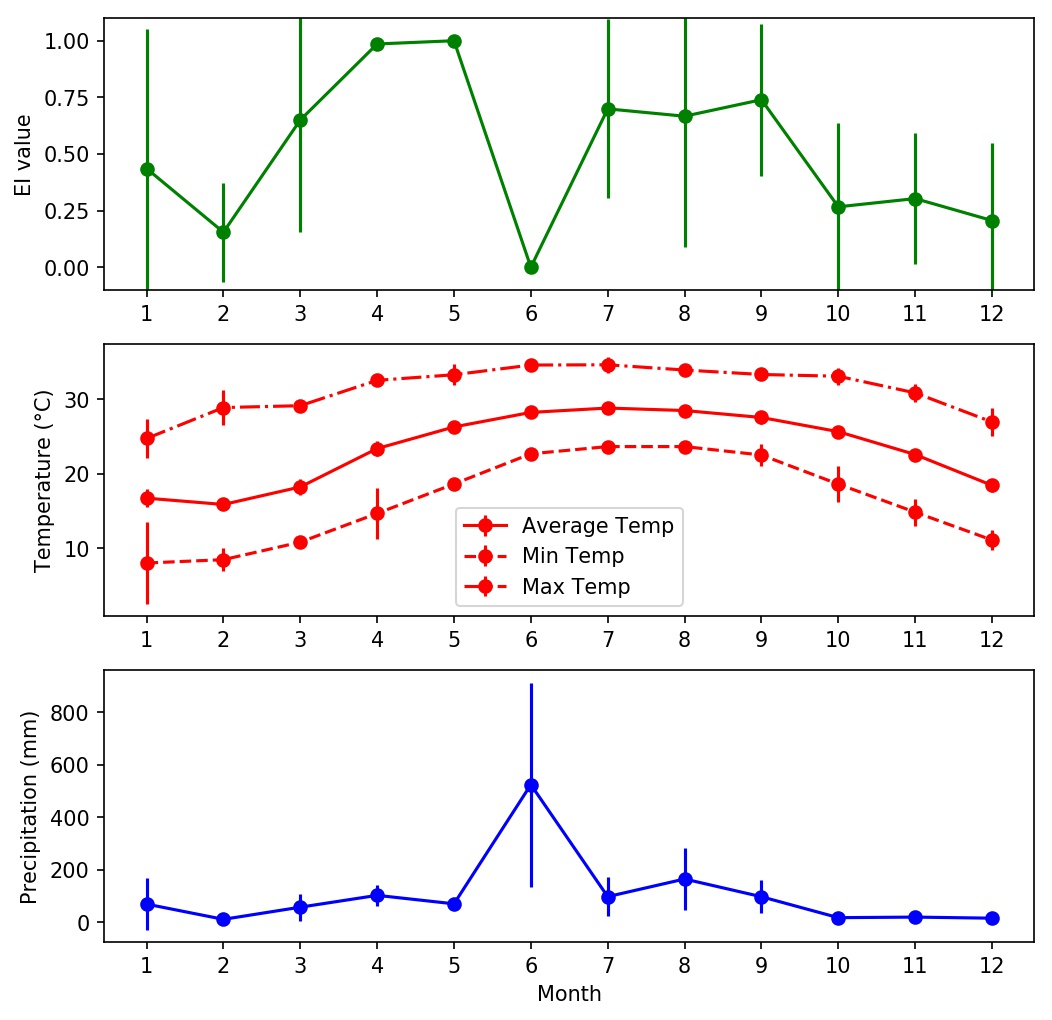 EI value
1.00
0.75
0.50
0.25
0.00
1 2 3 4 5 6 7 8 9 10 11 12
Temperature (°C)
30
20
10
Average Temp
Min Temp
Max Temp
1 2 3 4 5 6 7 8 9 10 11 12
Precipitation (mm)
800
600
400
200
0
1 2 3 4 5 6 7 8 9 10 11 12
Month